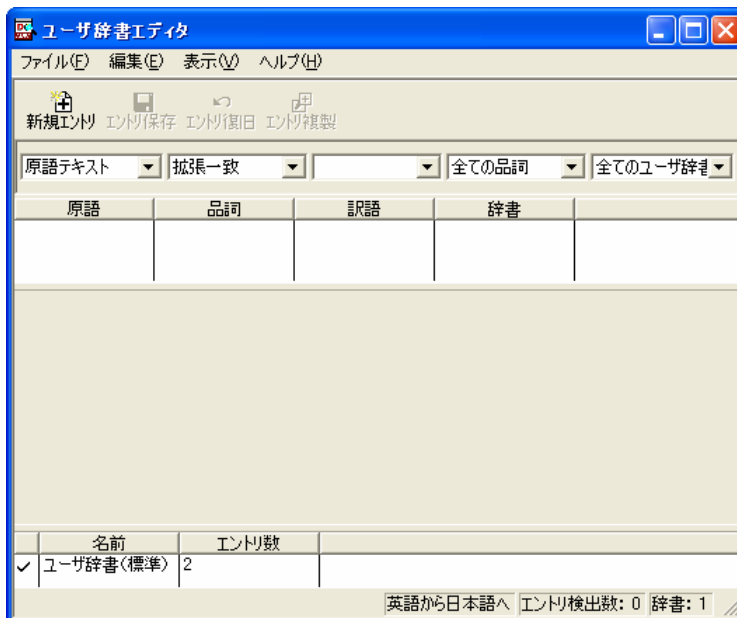 ユーザ辞書エディタ
ファイル(F) 編集(E) 表示(V) ヘルプ(H)
新規エントリ エントリ保存 エントリ復旧 エントリ複製
原語テキスト 拡張一致 全ての品詞 全てのユーザ辞書
原語 品詞 訳語 辞書
名前 エントリ数
ユーザ辞書(標準) 2
英語から日本語へ エントリ検出数: 0 辞書: 1